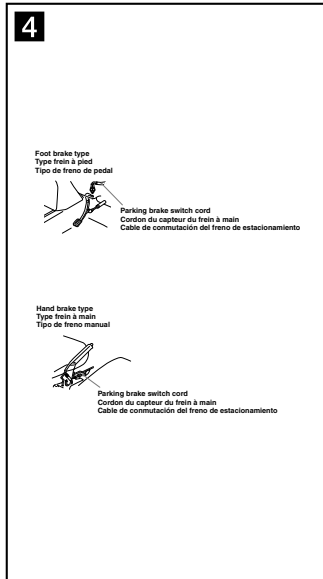 4
Foot brake type
Type frein à pied
Tipo de freno de pedal
Parking brake switch cord
Cordon du capteur du frein à main
Cable de conmutación del freno de estacionamiento
Hand brake type
Type frein à main
Tipo de freno manual
Parking brake switch cord
Cordon du capteur du frein à main
Cable de conmutación del freno de estacionamiento